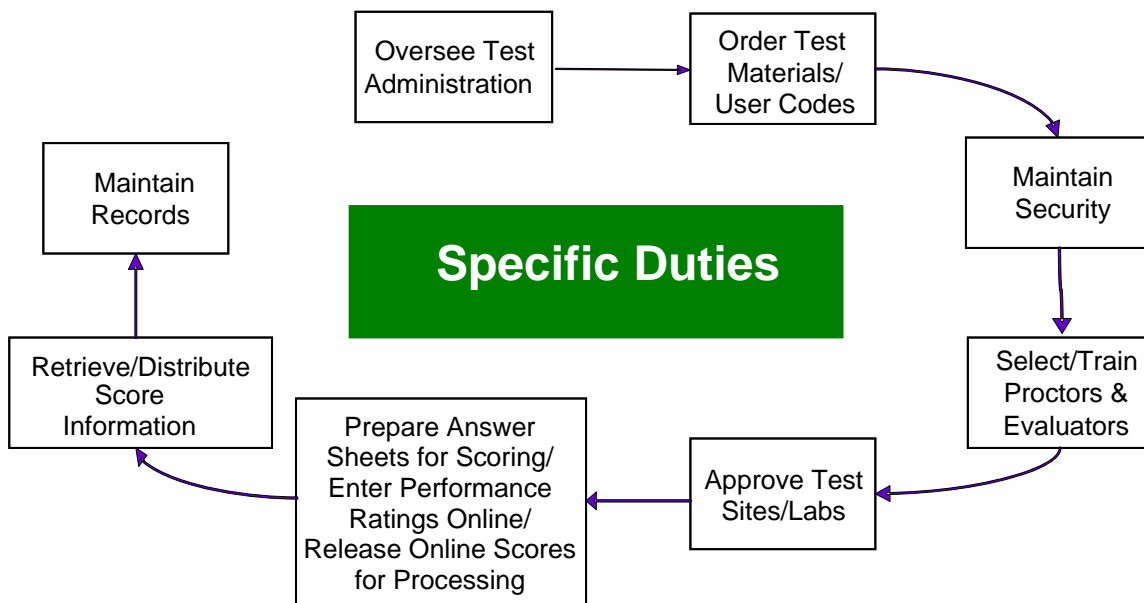 Oversee Test
Administration
Order Test
Materials/
User Codes
Maintain
Security
Select/Train
Proctors &
Evaluators
Approve Test
Sites/Labs
Prepare Answer
Sheets for Scoring/
Enter Performance
Ratings Online/
Release Online Scores
for Processing
Retrieve/Distribute
Score
Information
Maintain
Records
Specific Duties